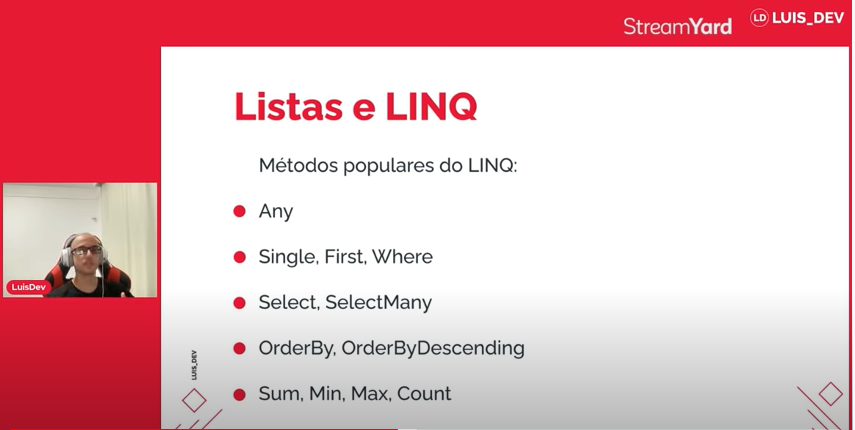 StreamYard
LD LUIS_DEV
Listas e LINQ
Métodos populares do LINQ:
Any
Single, First, Where
Select, SelectMany
OrderBy, OrderByDescending
Sum, Min, Max, Count
LuisDev
LUIS_DEV